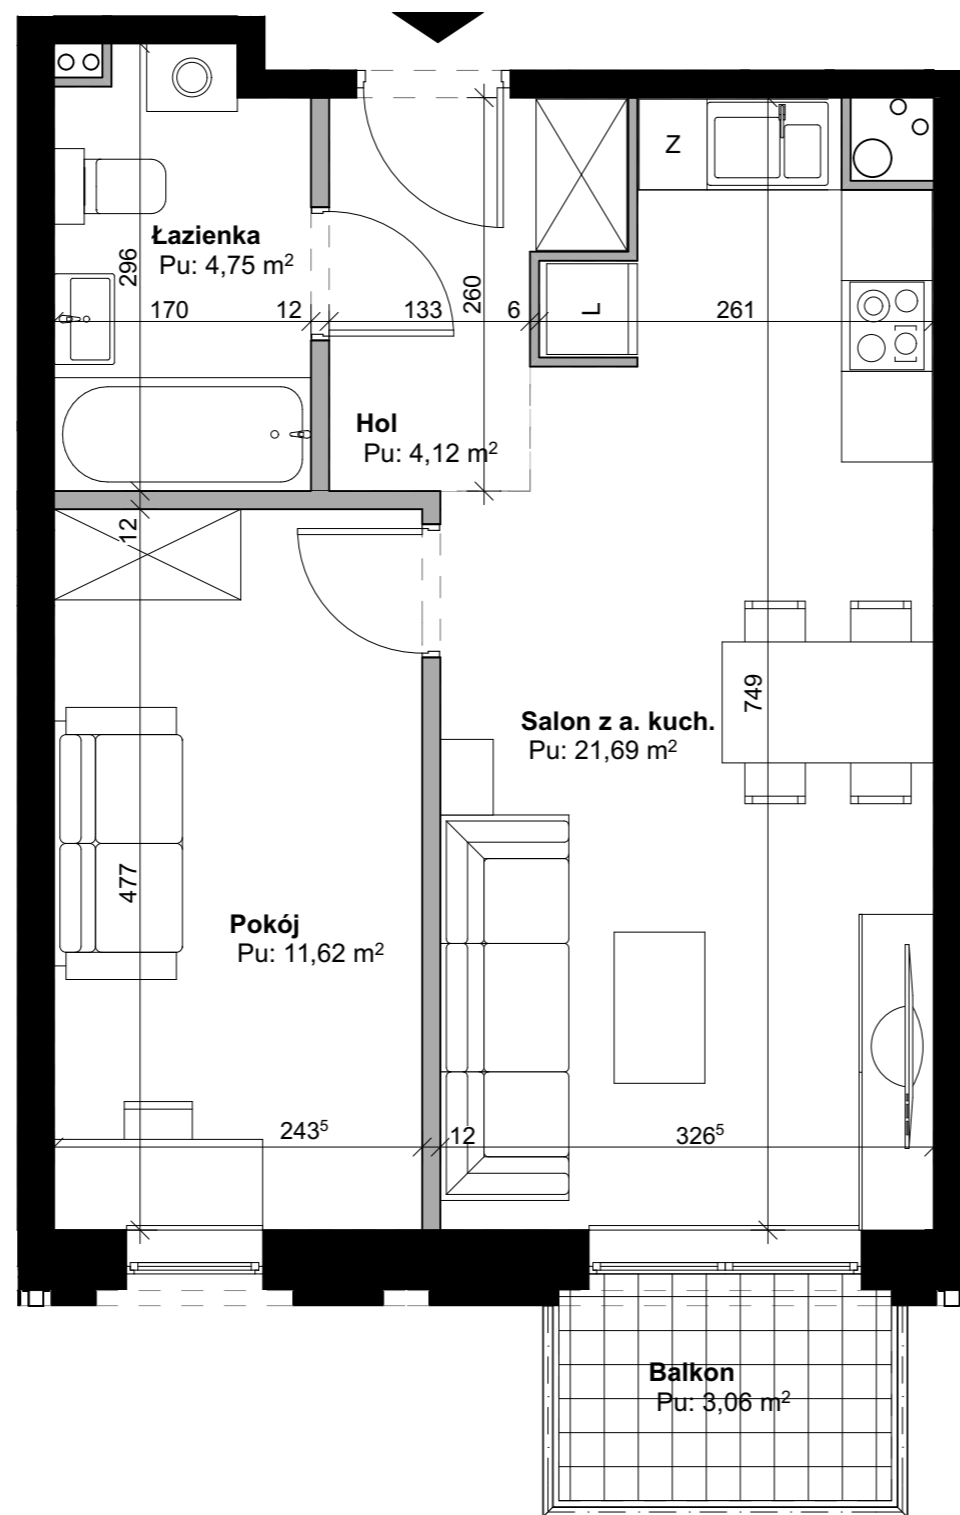 Z
Łazienka
Pu: 4,75 m²
296
260
170
12
133
6
L
261
Hol
Pu: 4,12 m²
12
749
Salon z a. kuch.
Pu: 21,69 m²
477
Pokój
Pu: 11,62 m²
243⁵
12
326⁵
Balkon
Pu: 3,06 m²